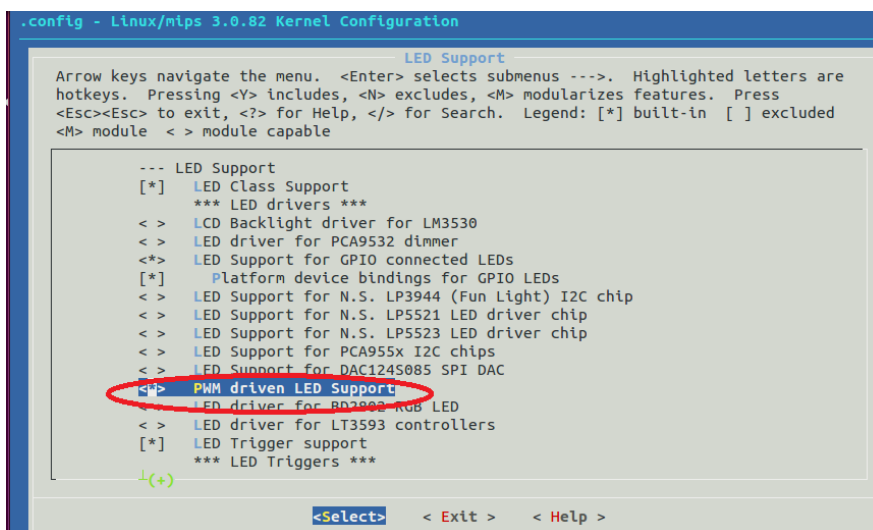 .config - Linux/mips 3.0.82 Kernel Configuration
LED Support
Arrow keys navigate the menu. <Enter> selects submenus --->. Highlighted letters are
hotkeys. Pressing <Y> includes, <N> excludes, <M> modularizes features. Press
<Esc><Esc> to exit, <?> for Help, </> for Search. Legend: [*] built-in [ ] excluded
<M> module < > module capable
--- LED Support
[*] LED Class Support
*** LED drivers ***
< > LCD Backlight driver for LM3530
< > LED driver for PCA9532 dimmer
<*> LED Support for GPIO connected LEDs
[*] Platform device bindings for GPIO LEDs
< > LED Support for N.S. LP3944 (Fun Light) I2C chip
< > LED Support for N.S. LP5521 LED driver chip
< > LED Support for N.S. LP5523 LED driver chip
< > LED Support for PCA955x I2C chips
< > LED Support for DAC124S085 SPI DAC
<*> PWM driven LED Support
< > LED driver for BD2802 RGB LED
< > LED driver for LT3593 controllers
[*] LED Trigger support
*** LED Triggers ***
(+)
<Select> < Exit > < Help >